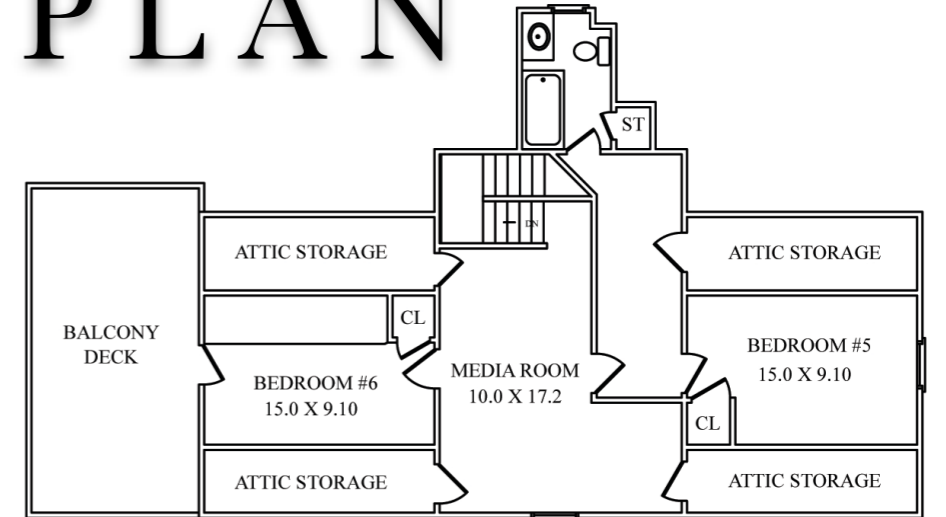 PLAN
ST
DN
ATTIC STORAGE
ATTIC STORAGE
CL
BALCONY
DECK
BEDROOM #6
15.0 X 9.10
MEDIA ROOM
10.0 X 17.2
BEDROOM #5
15.0 X 9.10
CL
ATTIC STORAGE
ATTIC STORAGE